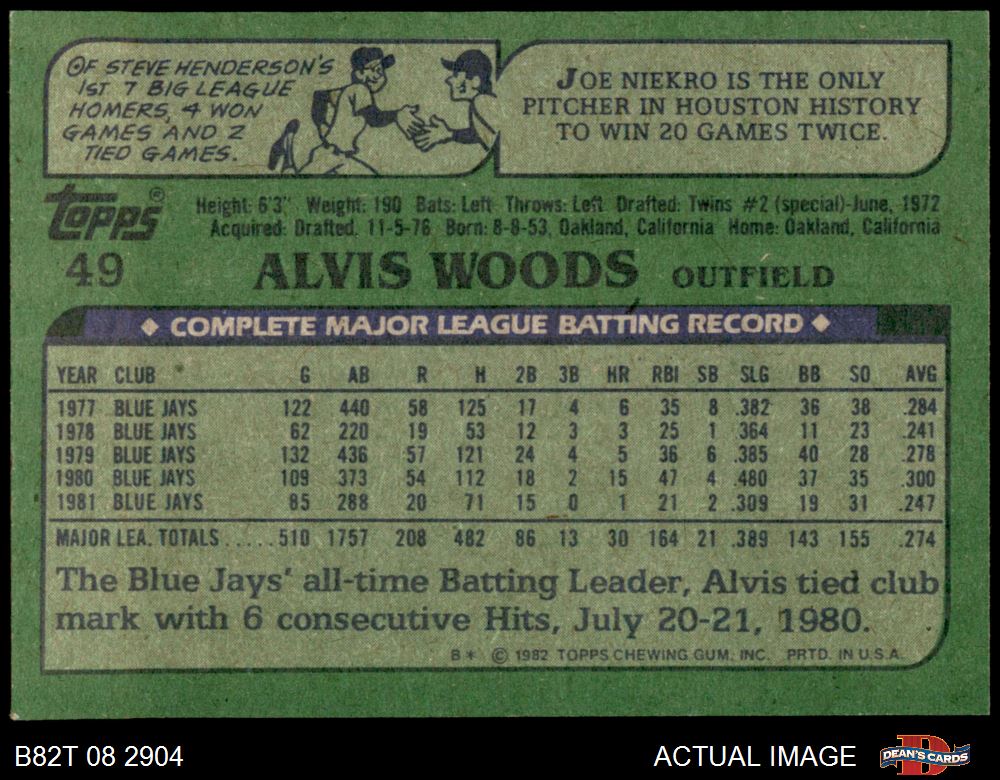 OF STEVE HENDERSON'S
1ST 7 BIG LEAGUE
HOMERS, 4 WON
GAMES AND 2
TIED GAMES.
JOE NIEKRO IS THE ONLY
PITCHER IN HOUSTON HISTORY
TO WIN 20 GAMES TWICE.
TOPPS®
Height: 6'3" Weight: 190 Bats: Left Throws: Left Drafted: Twins #2 (special)-June, 1972
Acquired: Drafted, 11-5-76 Born: 8-8-53, Oakland, California Home: Oakland, California
49 ALVIS WOODS OUTFIELD
◆ COMPLETE MAJOR LEAGUE BATTING RECORD ◆
YEAR CLUB G AB R H 2B 3B HR RBI SB SLG BB SO AVG
1977 BLUE JAYS 122 440 58 125 17 4 6 35 8 .382 36 38 .284
1978 BLUE JAYS 62 220 19 53 12 3 3 25 1 .364 11 23 .241
1979 BLUE JAYS 132 436 57 121 24 4 5 36 6 .385 40 28 .278
1980 BLUE JAYS 109 373 54 112 18 2 15 47 4 .480 37 35 .300
1981 BLUE JAYS 85 288 20 71 15 0 1 21 2 .309 19 31 .247
MAJOR LEA. TOTALS.....510 1757 208 482 86 13 30 164 21 .389 143 155 .274
The Blue Jays' all-time Batting Leader, Alvis tied club
mark with 6 consecutive Hits, July 20-21, 1980.
B* © 1982 TOPPS CHEWING GUM, INC. PRTD. IN U.S.A.
B82T 08 2904 ACTUAL IMAGE D DEAN'S CARDS